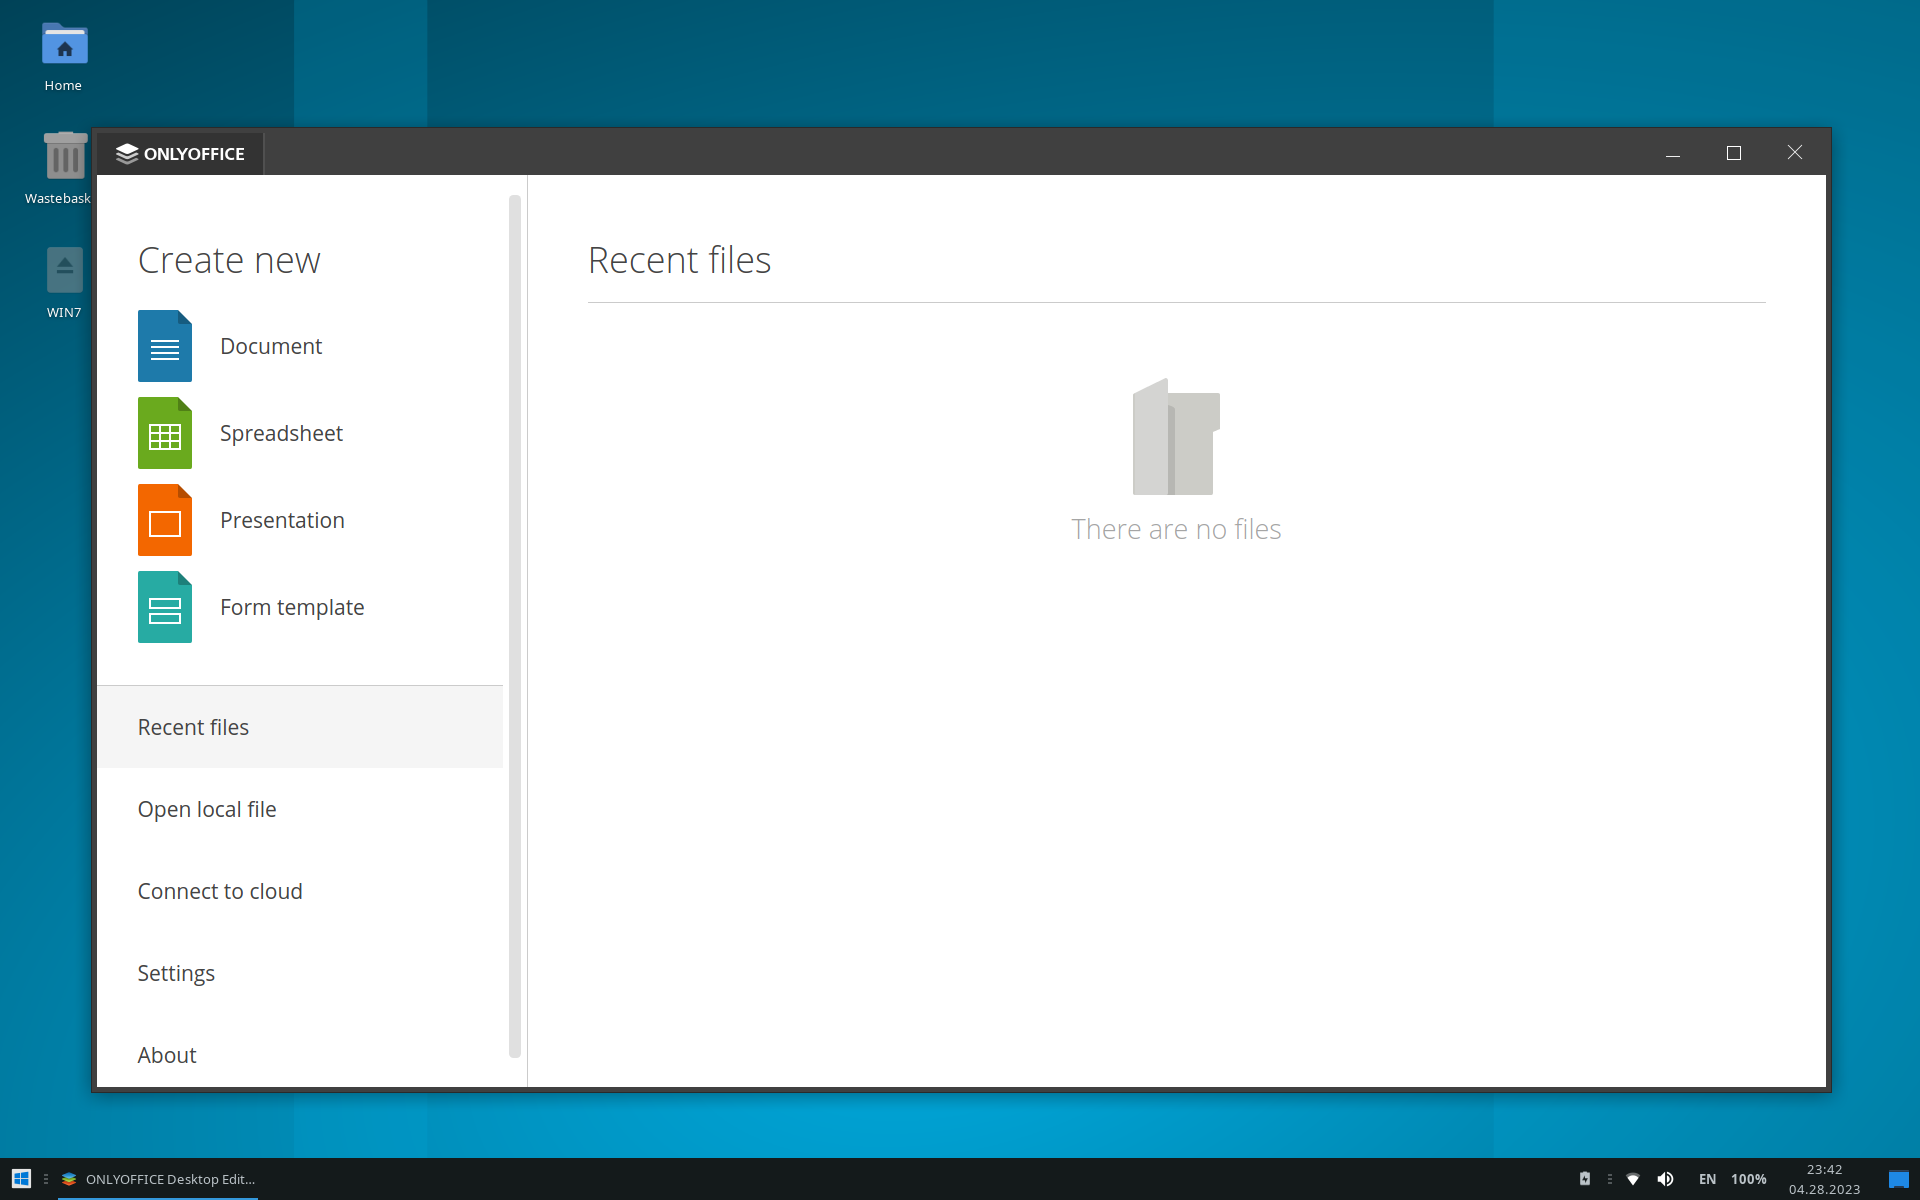 Home
Wastebask
WIN7
ONLYOFFICE
Create new
Document
Spreadsheet
Presentation
Form template
Recent files
Open local file
Connect to cloud
Settings
About
Recent files
There are no files
ONLYOFFICE Desktop Edit...
EN
100%
23:42
04.28.2023